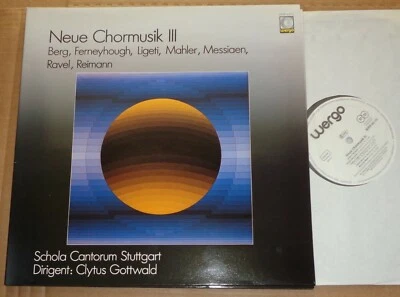 Neue Chormusik III
Berg, Ferneyhough, Ligeti, Mahler, Messiaen,
Ravel, Reimann
Schola Cantorum Stuttgart
Dirigent: Clytus Gottwald
wergo